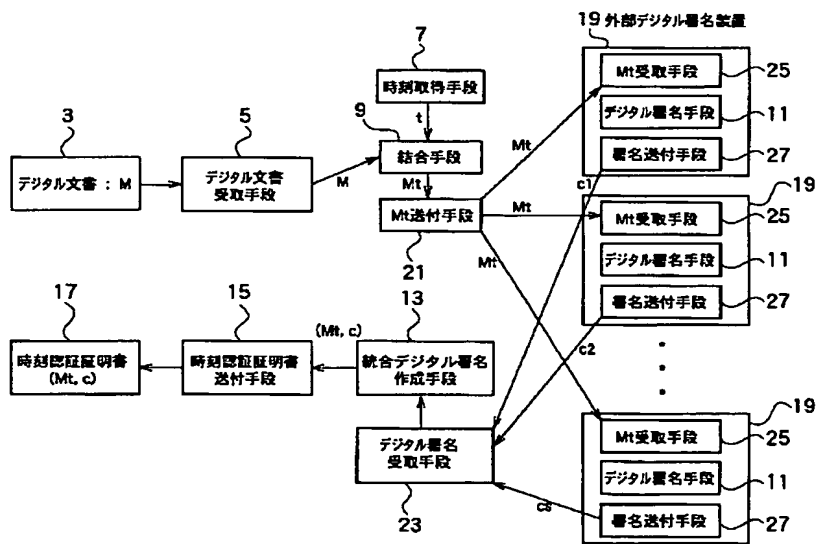 19 外部デジタル署名装置
7
時刻取得手段
t
3
デジタル文書 : M
5
デジタル文書
受取手段
M
9
結合手段
Mt
Mt送付手段
21
Mt
Mt
Mt
Mt受取手段
25
デジタル署名手段
11
署名送付手段
27
c1
19
Mt受取手段
25
デジタル署名手段
11
署名送付手段
27
c2
19
Mt受取手段
25
デジタル署名手段
11
署名送付手段
27
cs
17
時刻認証証明書
(Mt, c)
15
時刻認証証明書
送付手段
(Mt, c)
13
統合デジタル署名
作成手段
デジタル署名
受取手段
23